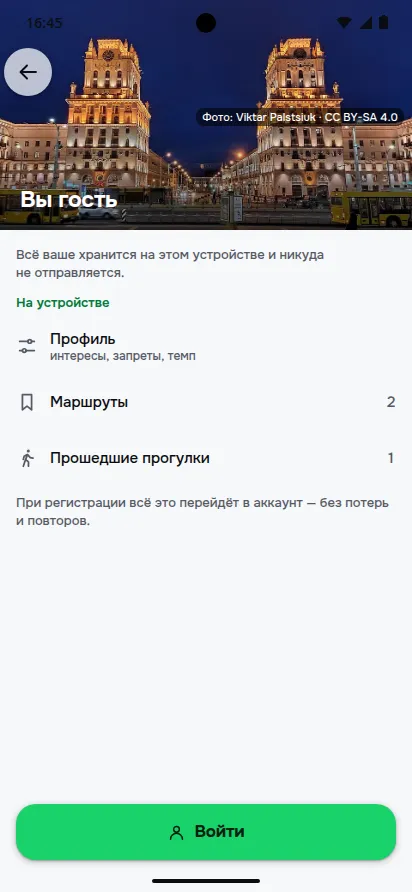 16:45
Фото: Viktar Palstsiuk · CC BY-SA 4.0
Вы гость
Всё ваше хранится на этом устройстве и никуда
не отправляется.
На устройстве
Профиль
интересы, запреты, темп
Маршруты 2
Прошедшие прогулки 1
При регистрации всё это перейдёт в аккаунт — без потерь
и повторов.
Войти